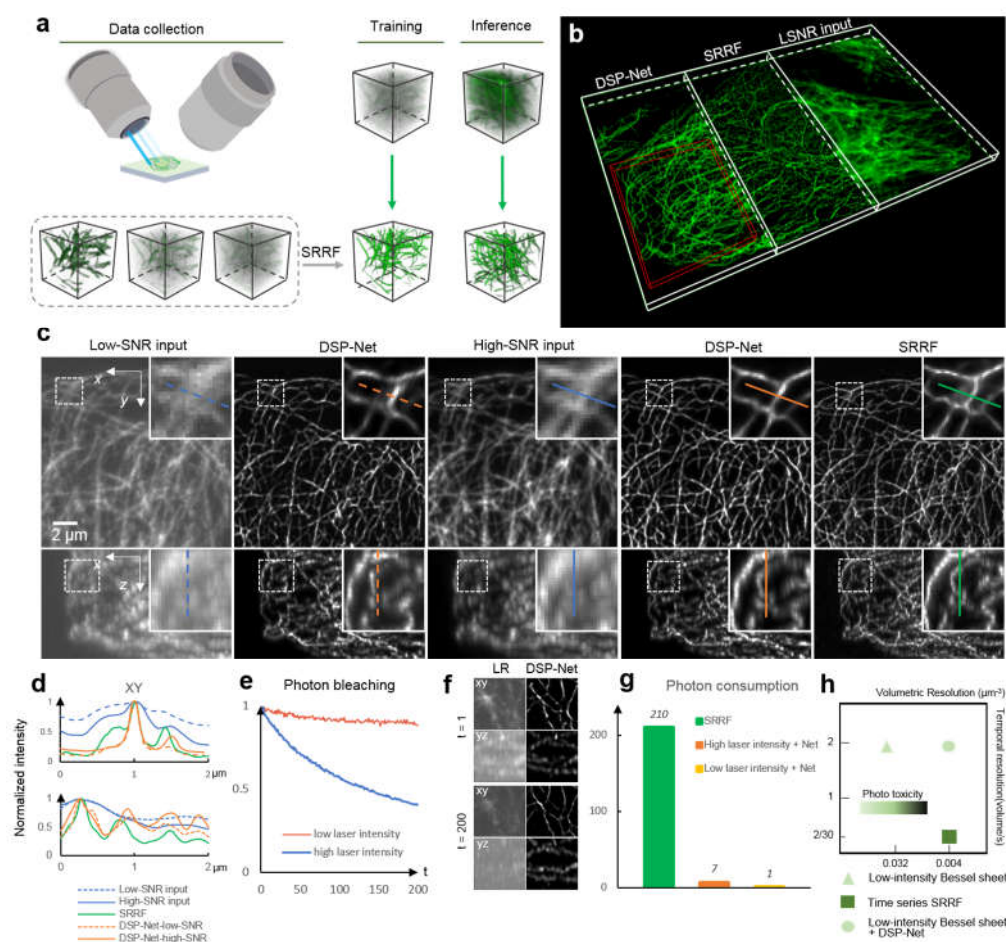 a
Data collection
Training
Inference
SRRF
b
DSP-Net
SRRF
LSNR input
c
Low-SNR input
DSP-Net
High-SNR input
DSP-Net
SRRF
x
y
2 μm
x
z
d
XY
Normalized intensity
1
0.5
0
0
1
2 μm
1
0.5
0
0
1
2 μm
Low-SNR input
High-SNR input
SRRF
DSP-Net-low-SNR
DSP-Net-high-SNR
e
Photon bleaching
1
0.5
0
low laser intensity
high laser intensity
0
50
100
150
200
t
f
LR
DSP-Net
t = 1
xy
yz
t = 200
xy
yz
g
Photon consumption
210
200
100
0
7
1
SRRF
High laser intensity + Net
Low laser intensity + Net
h
Volumetric Resolution (μm-³)
Temporal resolution(volume/s)
2
1
2/30
Photo toxicity
0.032
0.004
Low-intensity Bessel sheet
Time series SRRF
Low-intensity Bessel sheet
+ DSP-Net